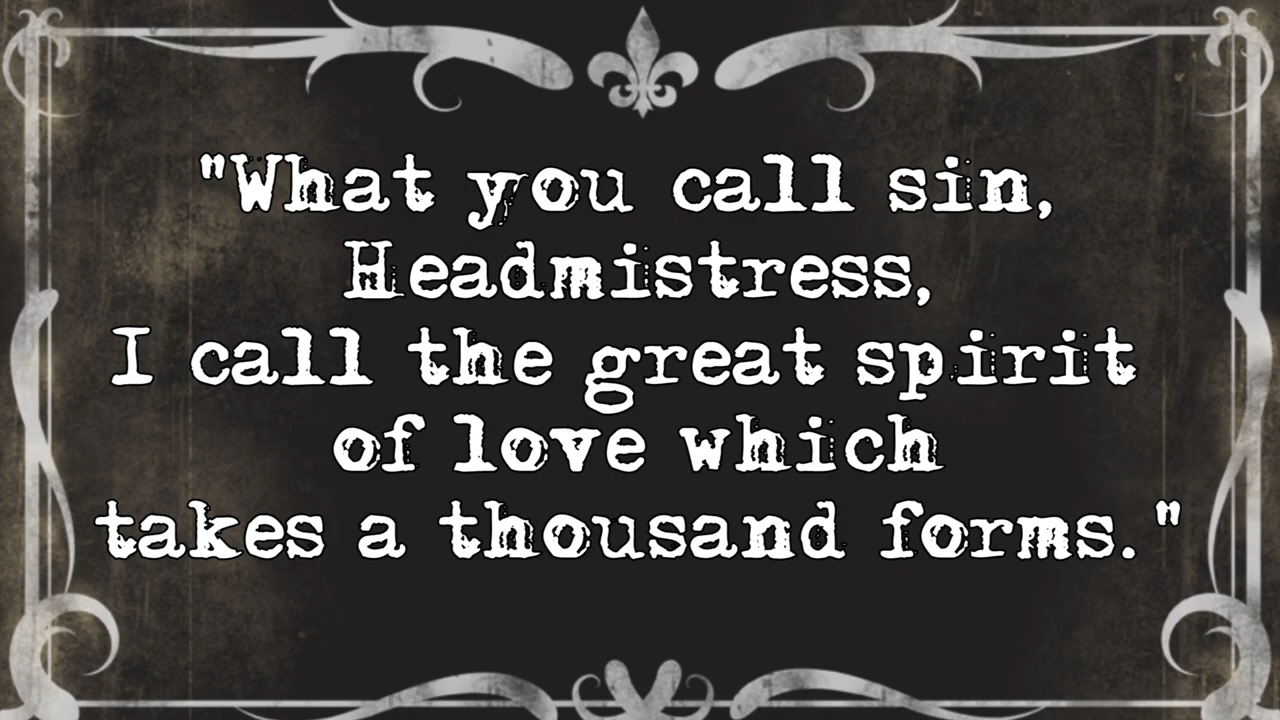 "What you call sin,
Headmistress,
I call the great spirit
of love which
takes a thousand forms."